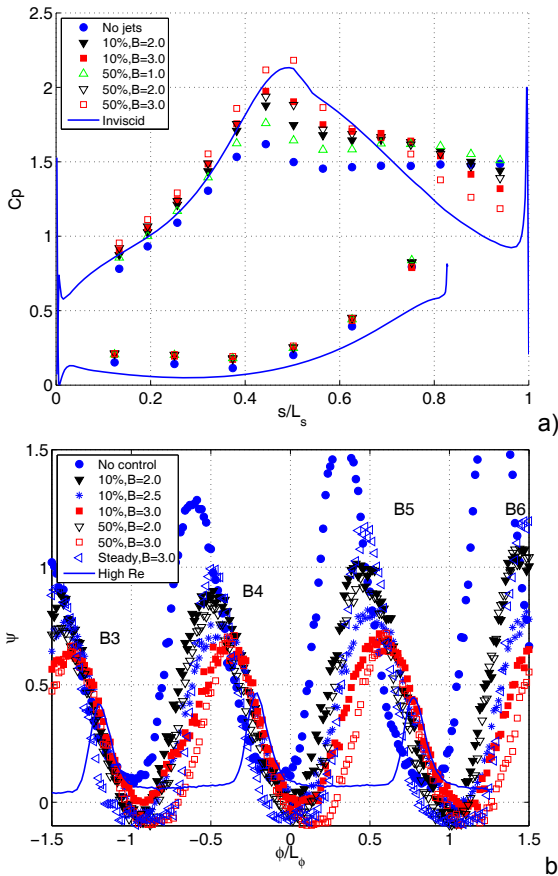 2.5
2
1.5
1
0.5
0
Cp
No jets
10%,B=2.0
10%,B=3.0
50%,B=1.0
50%,B=2.0
50%,B=3.0
Inviscid
0 0.2 0.4 0.6 0.8 1
s/Ls
a)
1.5
1
0.5
0
ψ
No control
10%,B=2.0
10%,B=2.5
10%,B=3.0
50%,B=2.0
50%,B=3.0
Steady,B=3.0
High Re
B3
B4
B5
B6
-1.5 -1 -0.5 0 0.5 1 1.5
ϕ/Lϕ
b